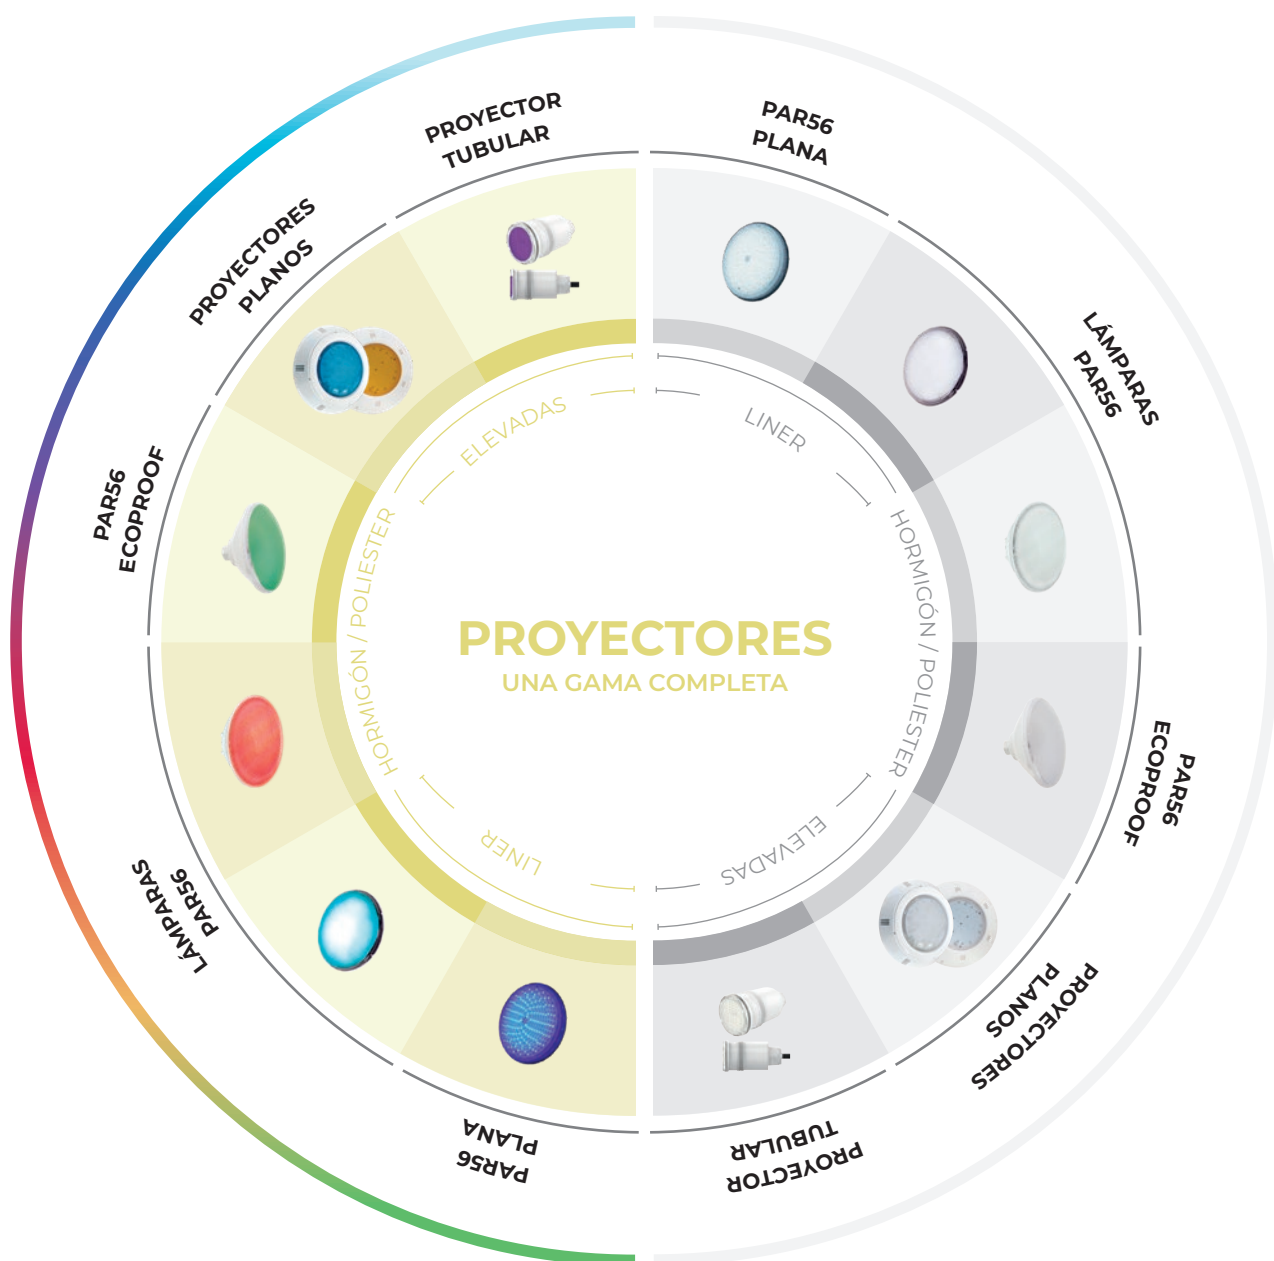 PROYECTOR
TUBULAR
PAR56
PLANA
PROYECTORES
PLANOS
LÁMPARAS
PAR56
PAR56
ECOPROOF
ELEVADAS
LINER
HORMIGÓN / POLIESTER
HORMIGÓN / POLIESTER
PROYECTORES
UNA GAMA COMPLETA
LINER
ELEVADAS
PAR56
ECOPROOF
LÁMPARAS
PAR56
PROYECTORES
PLANOS
PAR56
PLANA
PROYECTOR
TUBULAR